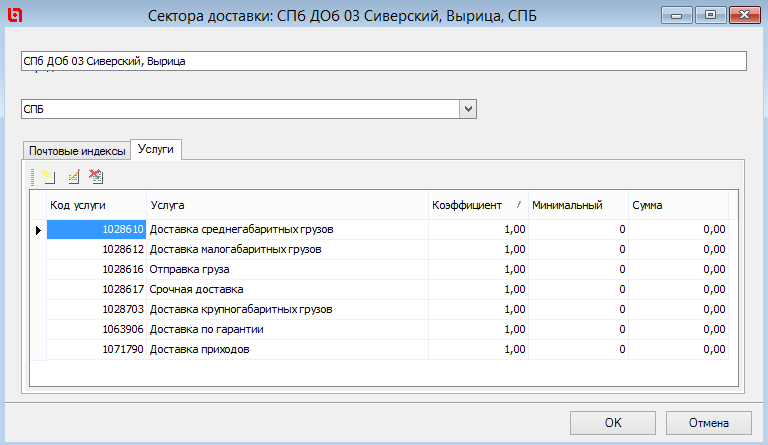 Сектора доставки: СПб ДОб 03 Сиверский, Вырица, СПБ
СПб ДОб 03 Сиверский, Вырица
СПБ
Почтовые индексы Услуги
Код услуги Услуга Коэффициент Минимальный Сумма
1028610 Доставка среднегабаритных грузов 1,00 0 0,00
1028612 Доставка малогабаритных грузов 1,00 0 0,00
1028616 Отправка груза 1,00 0 0,00
1028617 Срочная доставка 1,00 0 0,00
1028703 Доставка крупногабаритных грузов 1,00 0 0,00
1063906 Доставка по гарантии 1,00 0 0,00
1071790 Доставка приходов 1,00 0 0,00
OK Отмена